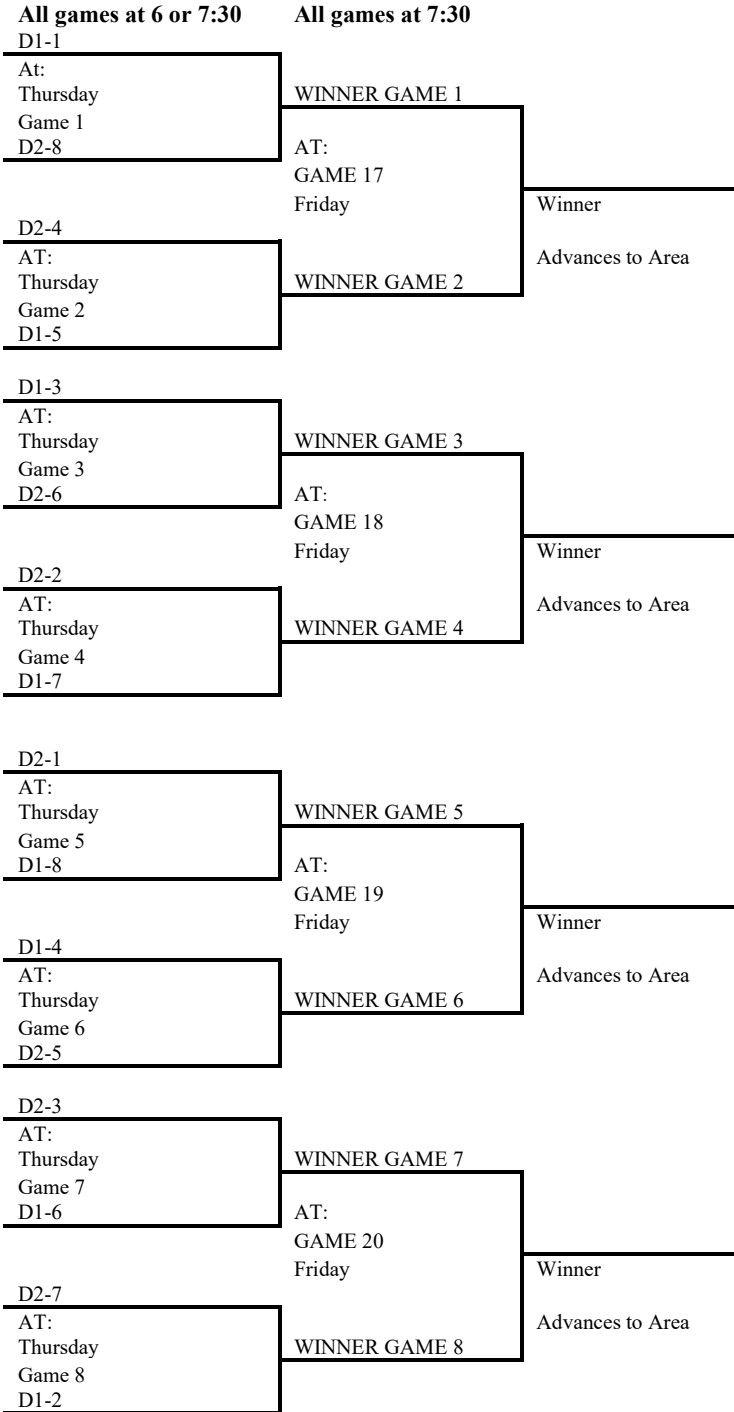 All games at 6 or 7:30 All games at 7:30
D1-1
At:
Thursday WINNER GAME 1
Game 1
D2-8 AT:
GAME 17
Friday Winner
D2-4
AT: Advances to Area
Thursday WINNER GAME 2
Game 2
D1-5
D1-3
AT:
Thursday WINNER GAME 3
Game 3
D2-6 AT:
GAME 18
Friday Winner
D2-2
AT: Advances to Area
Thursday WINNER GAME 4
Game 4
D1-7
D2-1
AT:
Thursday WINNER GAME 5
Game 5
D1-8 AT:
GAME 19
Friday Winner
D1-4
AT: Advances to Area
Thursday WINNER GAME 6
Game 6
D2-5
D2-3
AT:
Thursday WINNER GAME 7
Game 7
D1-6 AT:
GAME 20
Friday Winner
D2-7
AT: Advances to Area
Thursday WINNER GAME 8
Game 8
D1-2